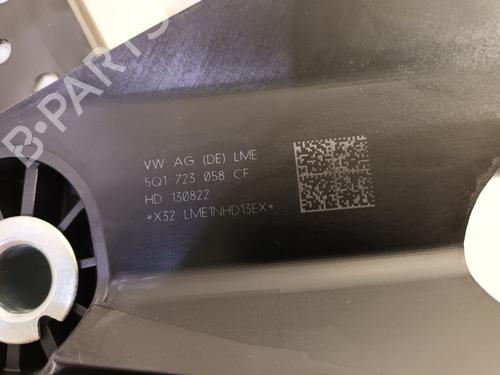 B-PARTS
VW AG (DE) LME
5Q1 723 058 CF
HD 130822
*X32 LME1NHD13EX*